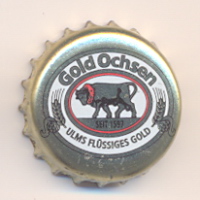 Gold Ochsen
SEIT 1597
ULMS FLÜSSIGES GOLD